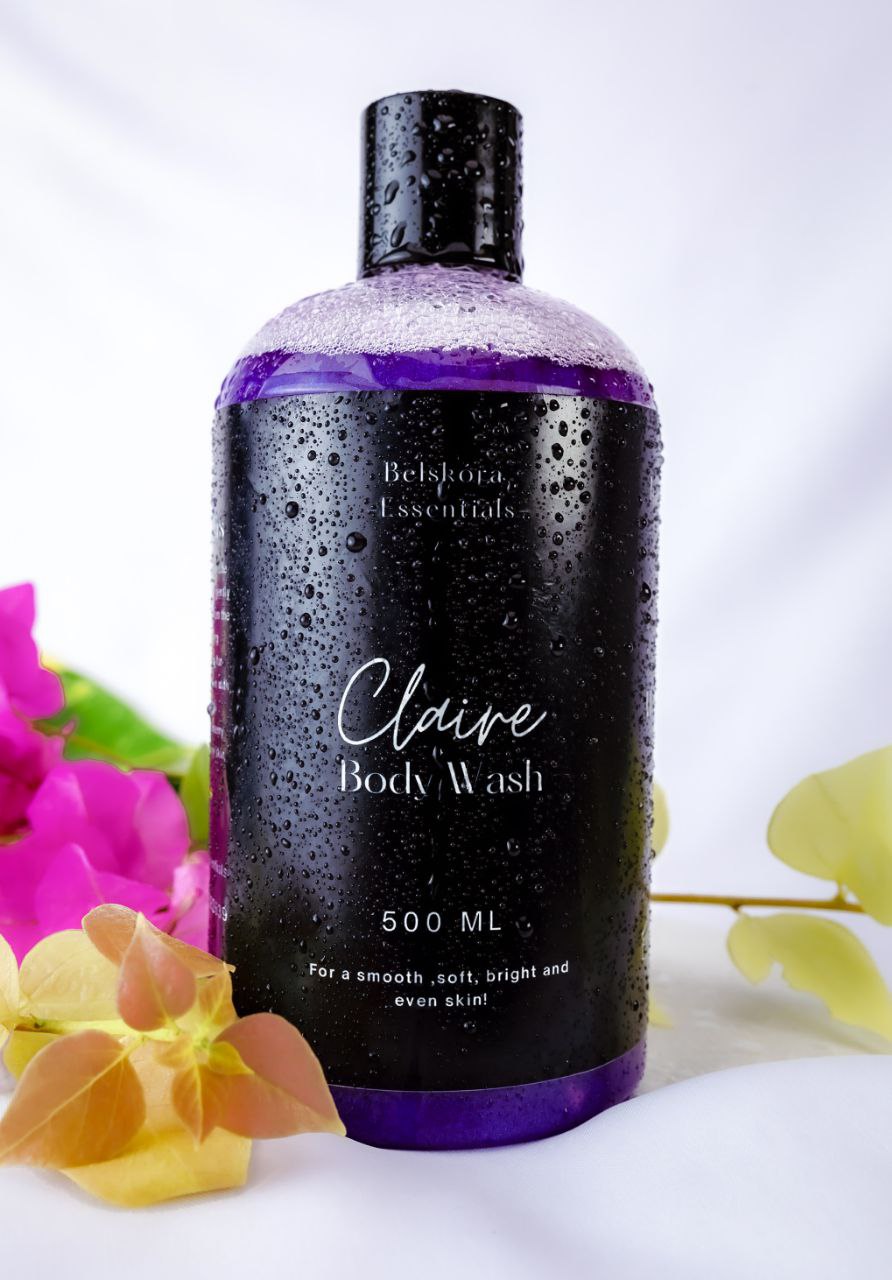 Belskora
Essentials
Claire
Body Wash
500 ML
For a smooth ,soft, bright and
even skin!